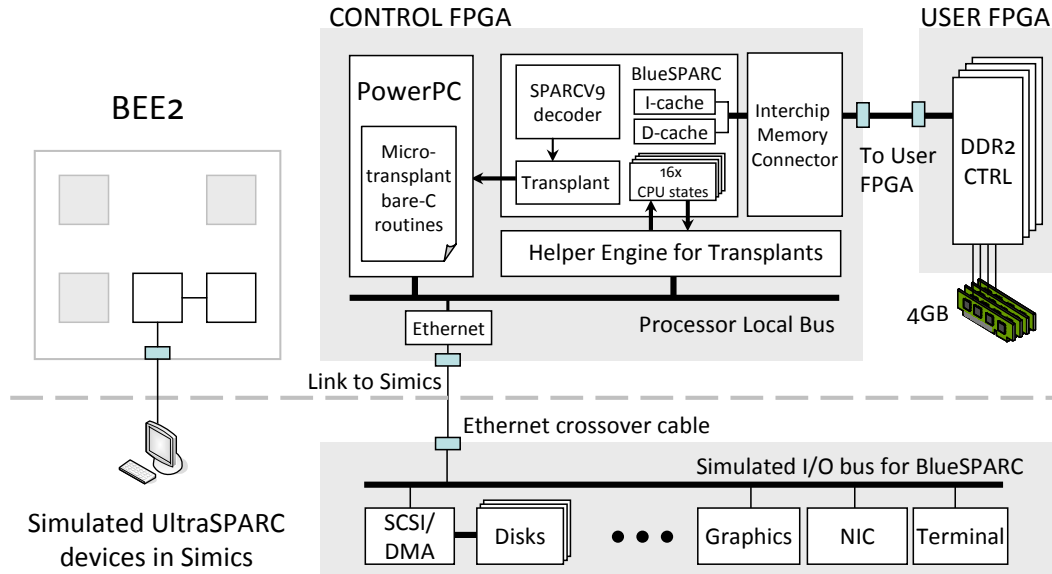 CONTROL FPGA
USER FPGA
BEE2
PowerPC
Micro-
transplant
bare-C
routines
SPARCV9
decoder
Transplant
BlueSPARC
I-cache
D-cache
16x
CPU states
Interchip
Memory
Connector
To User
FPGA
DDR2
CTRL
Helper Engine for Transplants
4GB
Ethernet
Processor Local Bus
Link to Simics
Ethernet crossover cable
Simulated I/O bus for BlueSPARC
Simulated UltraSPARC
devices in Simics
SCSI/
DMA
Disks
Graphics
NIC
Terminal